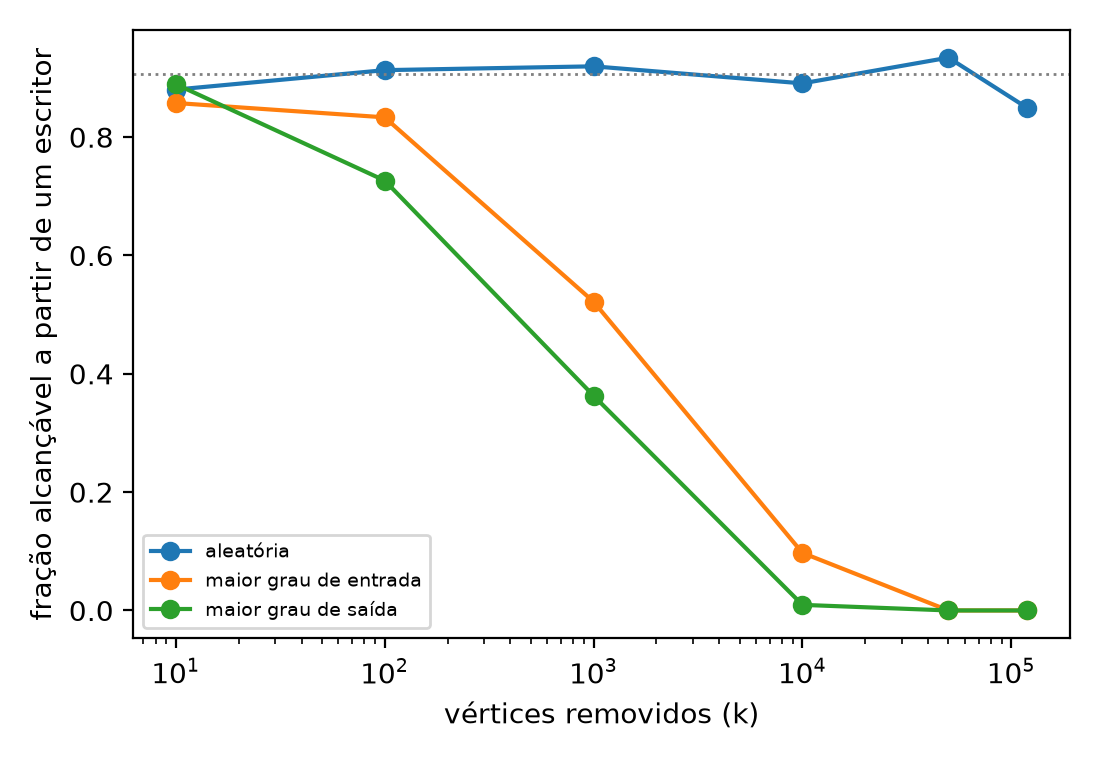 fração alcançável a partir de um escritor
0.8
0.6
0.4
0.2
0.0
aleatória
maior grau de entrada
maior grau de saída
10¹ 10² 10³ 10⁴ 10⁵
vértices removidos (k)